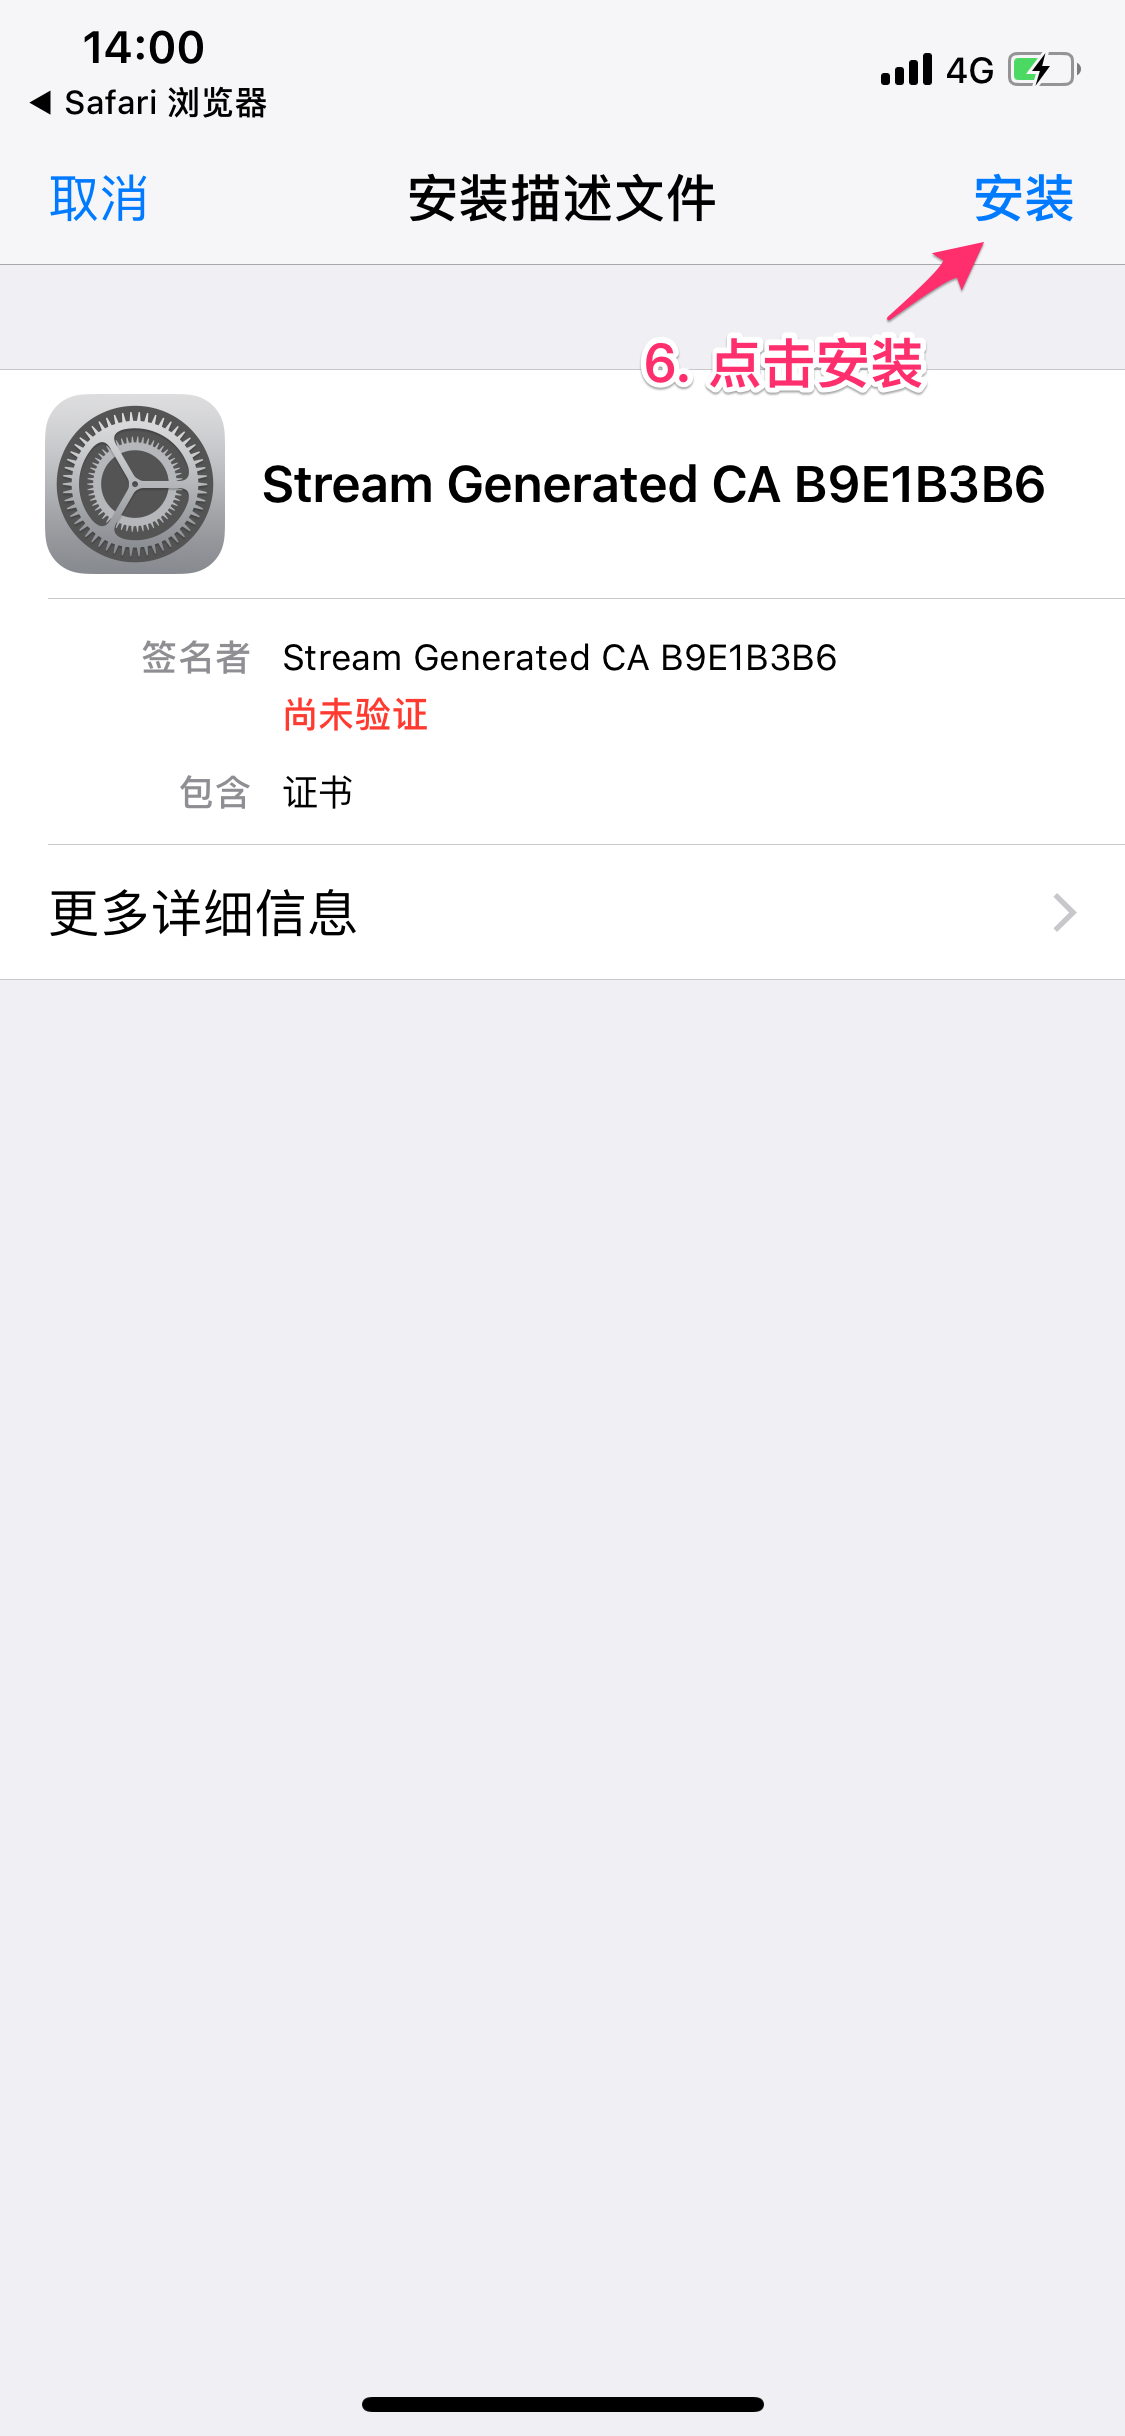 14:00
4G
◀ Safari 浏览器
取消
安装描述文件
安装
6. 点击安装
Stream Generated CA B9E1B3B6
签名者
Stream Generated CA B9E1B3B6
尚未验证
包含
证书
更多详细信息